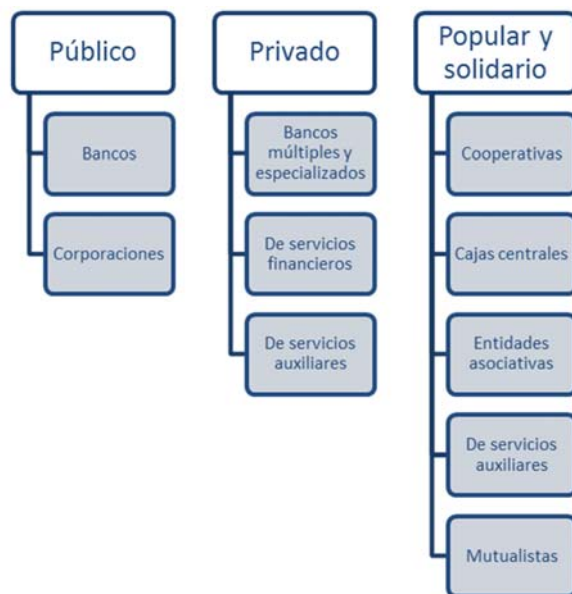 Público
Bancos
Corporaciones
Privado
Bancos
múltiples y
especializados
De servicios
financieros
De servicios
auxiliares
Popular y
solidario
Cooperativas
Cajas centrales
Entidades
asociativas
De servicios
auxiliares
Mutualistas